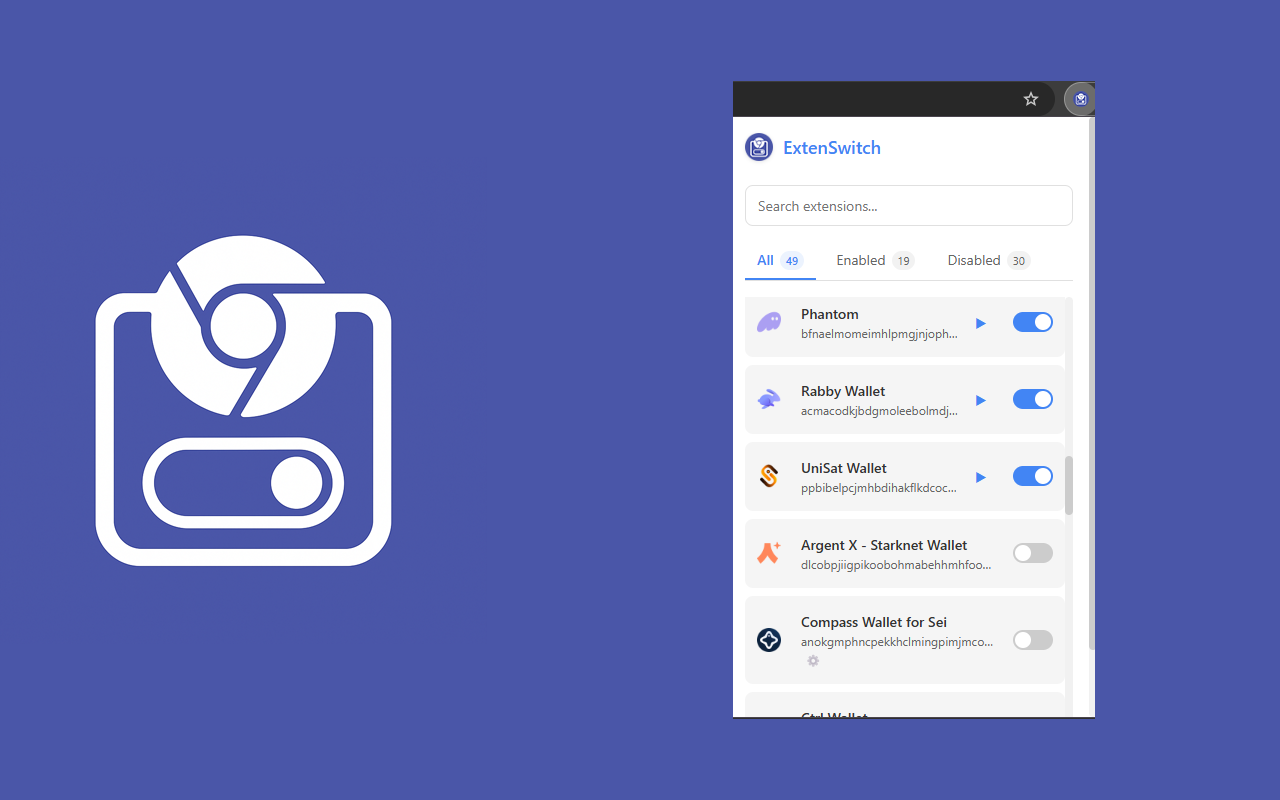 ExtenSwitch
Search extensions...
All 49 Enabled 19 Disabled 30
Phantom
bfnaelmomeimhlpmgjnjoph...
Rabby Wallet
acmacodkjbdgmoleebolmdj...
UniSat Wallet
ppbibelpcjmhbdihakflkdcoc...
Argent X - Starknet Wallet
dlcobpjiigpikoobohmabehhmhfoo...
Compass Wallet for Sei
anokgmphncpekkhclmingpimjmco...
Ctrl Wallet